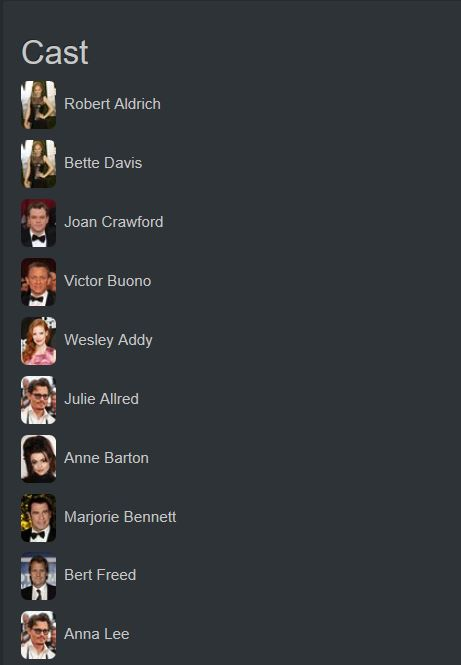 Cast
Robert Aldrich
Bette Davis
Joan Crawford
Victor Buono
Wesley Addy
Julie Allred
Anne Barton
Marjorie Bennett
Bert Freed
Anna Lee